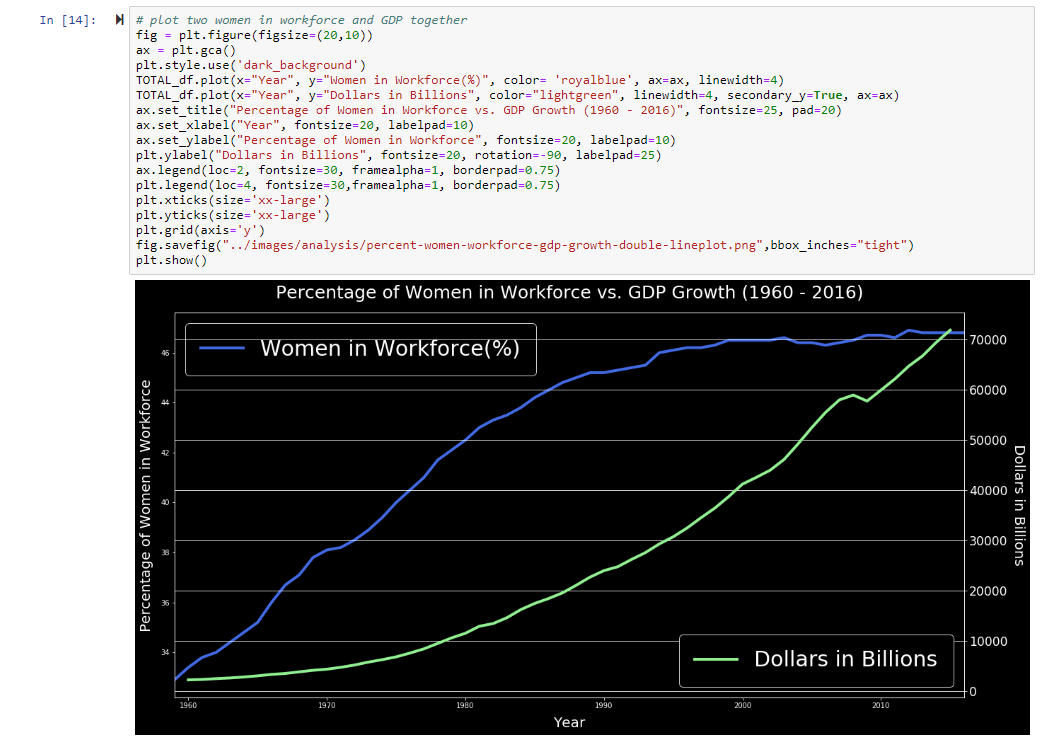 In [14]:
# plot two women in workforce and GDP together
fig = plt.figure(figsize=(20,10))
ax = plt.gca()
plt.style.use('dark_background')
TOTAL_df.plot(x="Year", y="Women in Workforce(%)", color= 'royalblue', ax=ax, linewidth=4)
TOTAL_df.plot(x="Year", y="Dollars in Billions", color="lightgreen", linewidth=4, secondary_y=True, ax=ax)
ax.set_title("Percentage of Women in Workforce vs. GDP Growth (1960 - 2016)", fontsize=25, pad=20)
ax.set_xlabel("Year", fontsize=20, labelpad=10)
ax.set_ylabel("Percentage of Women in Workforce", fontsize=20, labelpad=10)
plt.ylabel("Dollars in Billions", fontsize=20, rotation=-90, labelpad=25)
ax.legend(loc=2, fontsize=30, framealpha=1, borderpad=0.75)
plt.legend(loc=4, fontsize=30,framealpha=1, borderpad=0.75)
plt.xticks(size='xx-large')
plt.yticks(size='xx-large')
plt.grid(axis='y')
fig.savefig("../images/analysis/percent-women-workforce-gdp-growth-double-lineplot.png",bbox_inches="tight")
plt.show()
Percentage of Women in Workforce vs. GDP Growth (1960 - 2016)
Women in Workforce(%)
Percentage of Women in Workforce
46
44
42
40
38
36
34
70000
60000
50000
40000
30000
20000
10000
0
Dollars in Billions
Dollars in Billions
1960
1970
1980
1990
2000
2010
Year